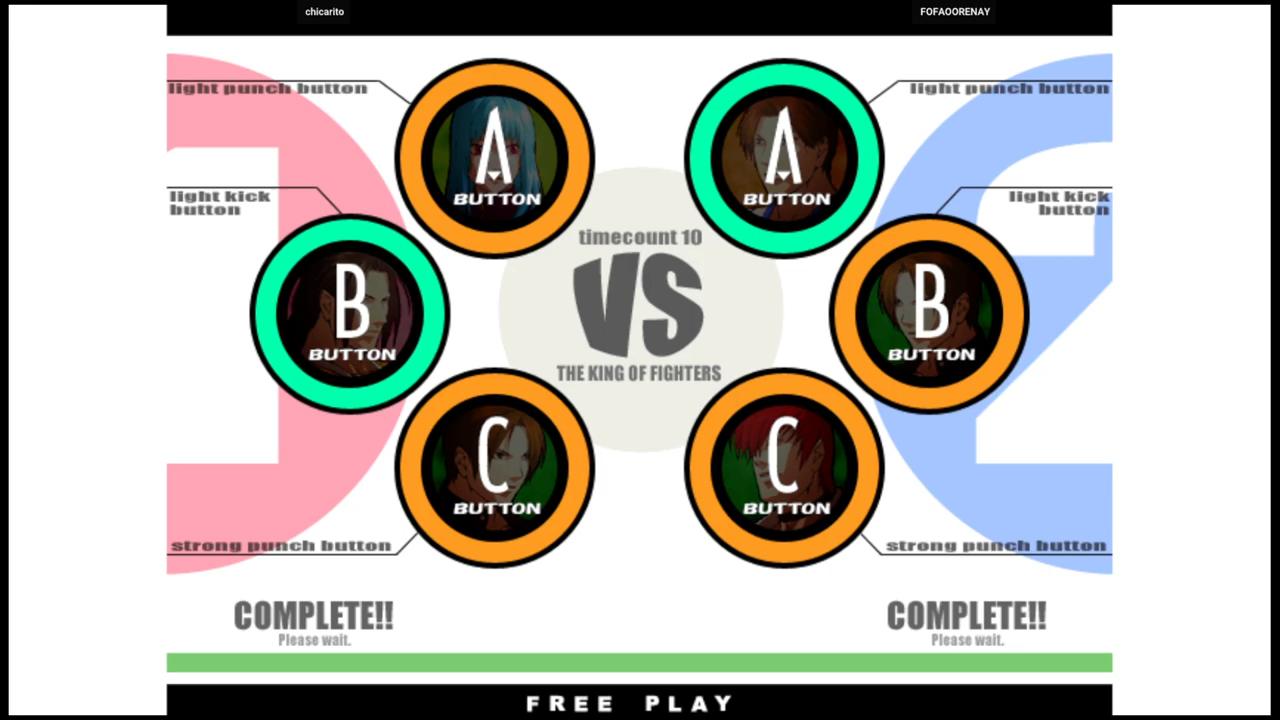 chicarito
FOFAOORENAY
light punch button
light punch button
A
BUTTON
A
BUTTON
light kick
button
light kick
button
timecount 10
VS
THE KING OF FIGHTERS
B
BUTTON
B
BUTTON
C
BUTTON
C
BUTTON
strong punch button
strong punch button
COMPLETE!!
Please wait.
COMPLETE!!
Please wait.
FREE PLAY